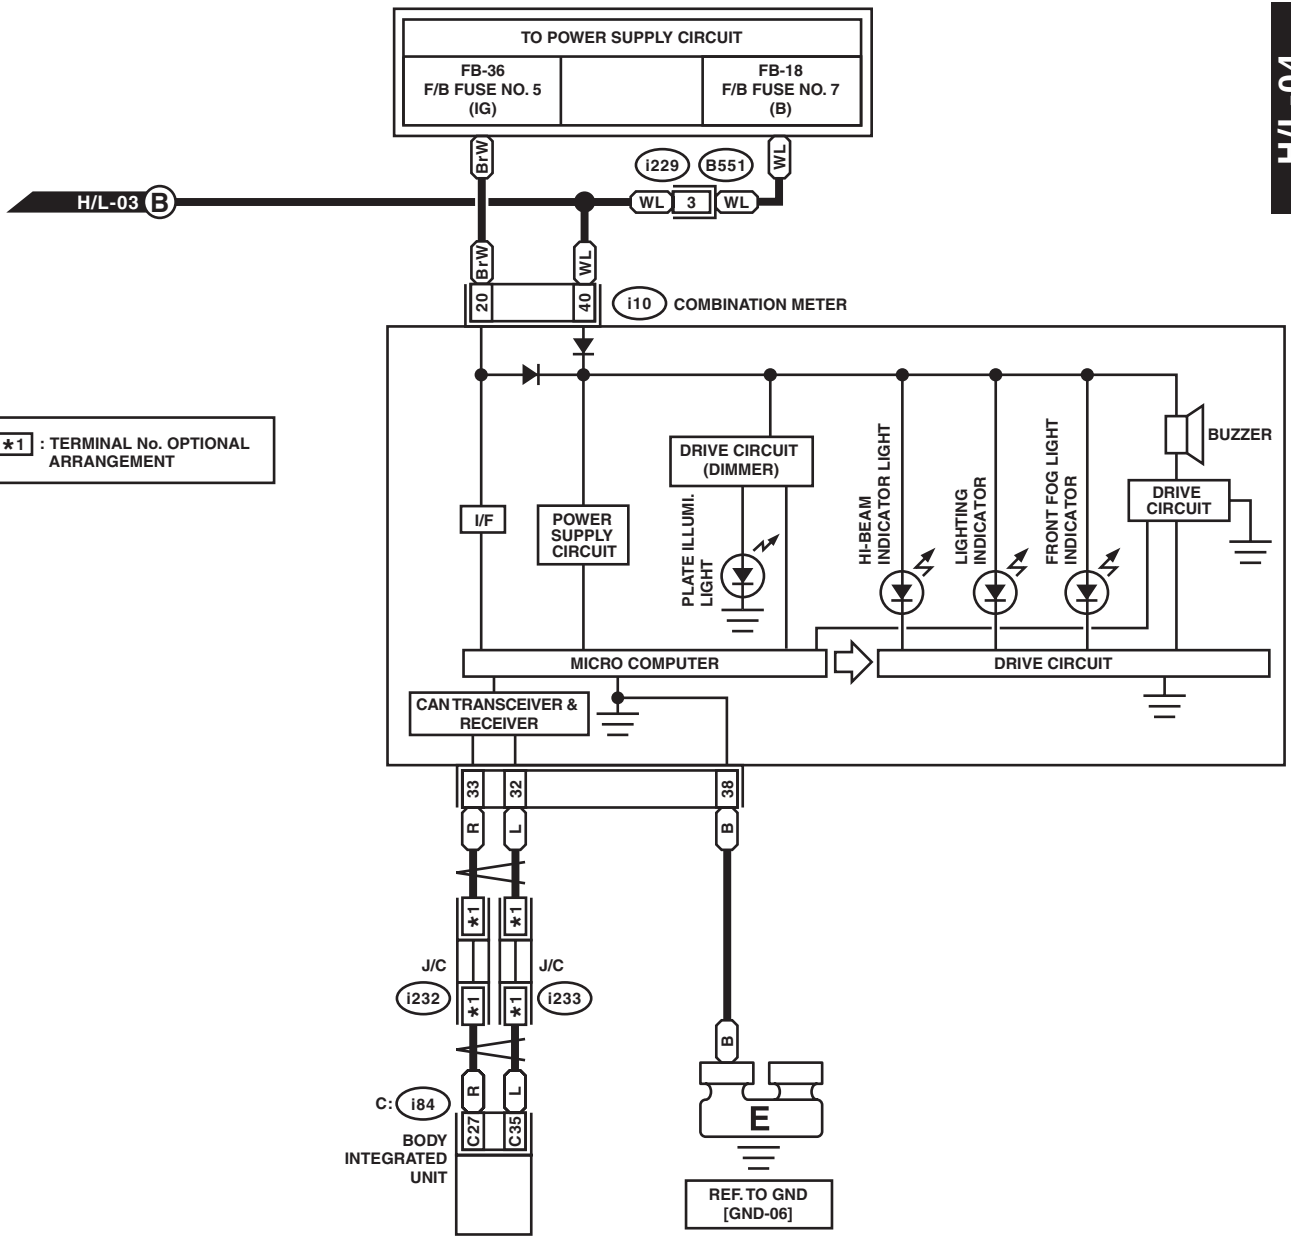 TO POWER SUPPLY CIRCUIT
FB-36
F/B FUSE NO. 5
(IG)
FB-18
F/B FUSE NO. 7
(B)
H/L-04
BrW
i229
B551
WL
H/L-03
B
WL
3
WL
BrW
WL
20
40
i10
COMBINATION METER
*1 : TERMINAL No. OPTIONAL
ARRANGEMENT
I/F
POWER
SUPPLY
CIRCUIT
DRIVE CIRCUIT
(DIMMER)
PLATE ILLUMI.
LIGHT
HI-BEAM
INDICATOR LIGHT
LIGHTING
INDICATOR
FRONT FOG LIGHT
INDICATOR
BUZZER
DRIVE
CIRCUIT
MICRO COMPUTER
DRIVE CIRCUIT
CAN TRANSCEIVER &
RECEIVER
33
32
38
R
L
B
*1
*1
J/C
J/C
i232
*1
*1
i233
B
R
L
C: i84
C27
C35
BODY
INTEGRATED
UNIT
E
REF. TO GND
[GND-06]